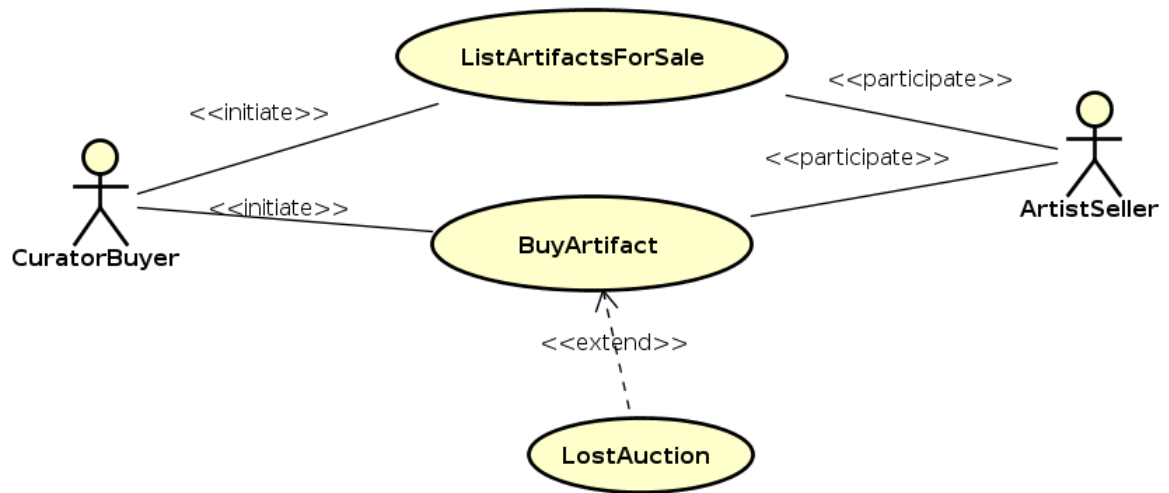 ListArtifactsForSale
<<participate>>
<<initiate>>
<<participate>>
<<initiate>>
ArtistSeller
CuratorBuyer
BuyArtifact
<<extend>>
LostAuction